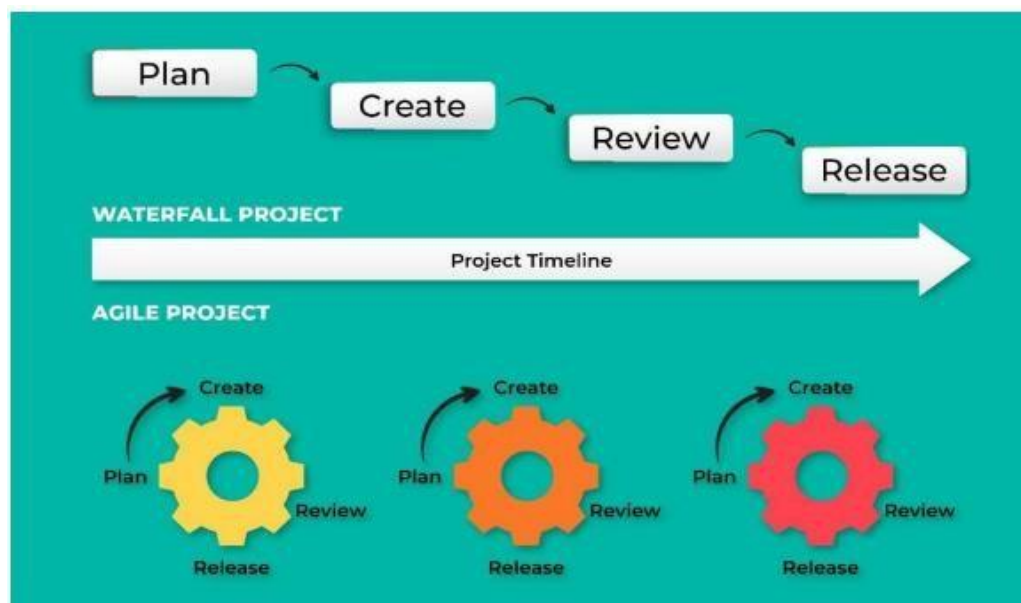 Plan
Create
Review
Release
WATERFALL PROJECT
Project Timeline
AGILE PROJECT
Create
Plan
Review
Release
Create
Plan
Review
Release
Create
Plan
Review
Release